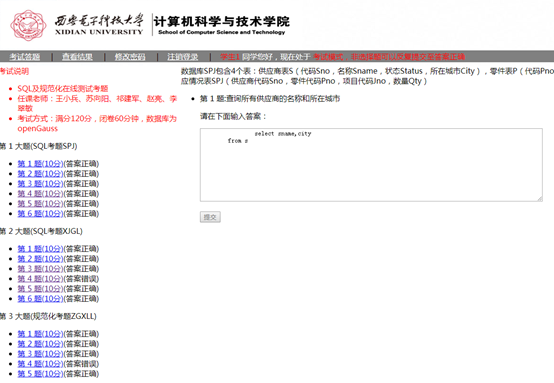 西安电子科技大学
XIDIAN UNIVERSITY
计算机科学与技术学院
School of Computer Science and Technology
考试答题 | 查看结果 | 修改密码 | 注销登录 | 学生1 同学您好，现在处于 考试模式，非选择题可以反复提交至答案正确
考试说明
SQL及规范化在线测试考题
任课老师：王小兵、苏向阳、祁建军、赵亮、李翠敏
考试方式：满分120分，闭卷60分钟，数据库为openGauss
第 1 大题(SQL考题SPJ)
第 1 题(10分)(答案正确)
第 2 题(10分)(答案正确)
第 3 题(10分)(答案正确)
第 4 题(10分)(答案正确)
第 5 题(10分)(答案正确)
第 6 题(10分)(答案正确)
第 2 大题(SQL考题XJGL)
第 1 题(10分)(答案正确)
第 2 题(10分)(答案正确)
第 3 题(10分)(答案正确)
第 4 题(10分)(答案错误)
第 5 题(10分)(答案正确)
第 6 题(10分)(答案正确)
第 3 大题(规范化考题ZGXLL)
第 1 题(10分)(答案正确)
第 2 题(10分)(答案正确)
第 3 题(10分)(答案正确)
第 4 题(10分)(答案错误)
第 5 题(10分)(答案正确)
数据库SPJ包含4个表：供应商表S（代码Sno，名称Sname，状态Status，所在城市City），零件表P（代码Pno
应情况表SPJ（供应商代码Sno，零件代码Pno，项目代码Jno，数量Qty）
第 1 题:查询所有供应商的名称和所在城市
请在下面输入答案：
select sname,city
from s
提交